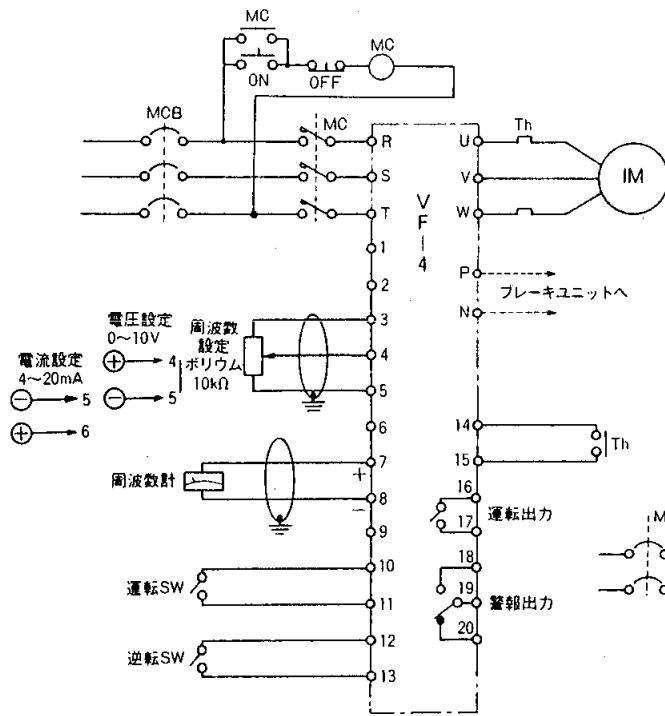 MC
MC
ON
OFF
MCB
MC
R
S
T
U
V
W
Th
IM
VF-4
P
N
ブレーキユニットへ
1
2
3
4
5
6
7
8
9
10
11
12
13
電圧設定
0〜10V
⊕→4
⊖→5
電流設定
4〜20mA
⊖→5
⊕→6
周波数
設定
ボリウム
10kΩ
周波数計
+
−
運転SW
逆転SW
14
15
Th
16
17
運転出力
18
19
20
警報出力
M